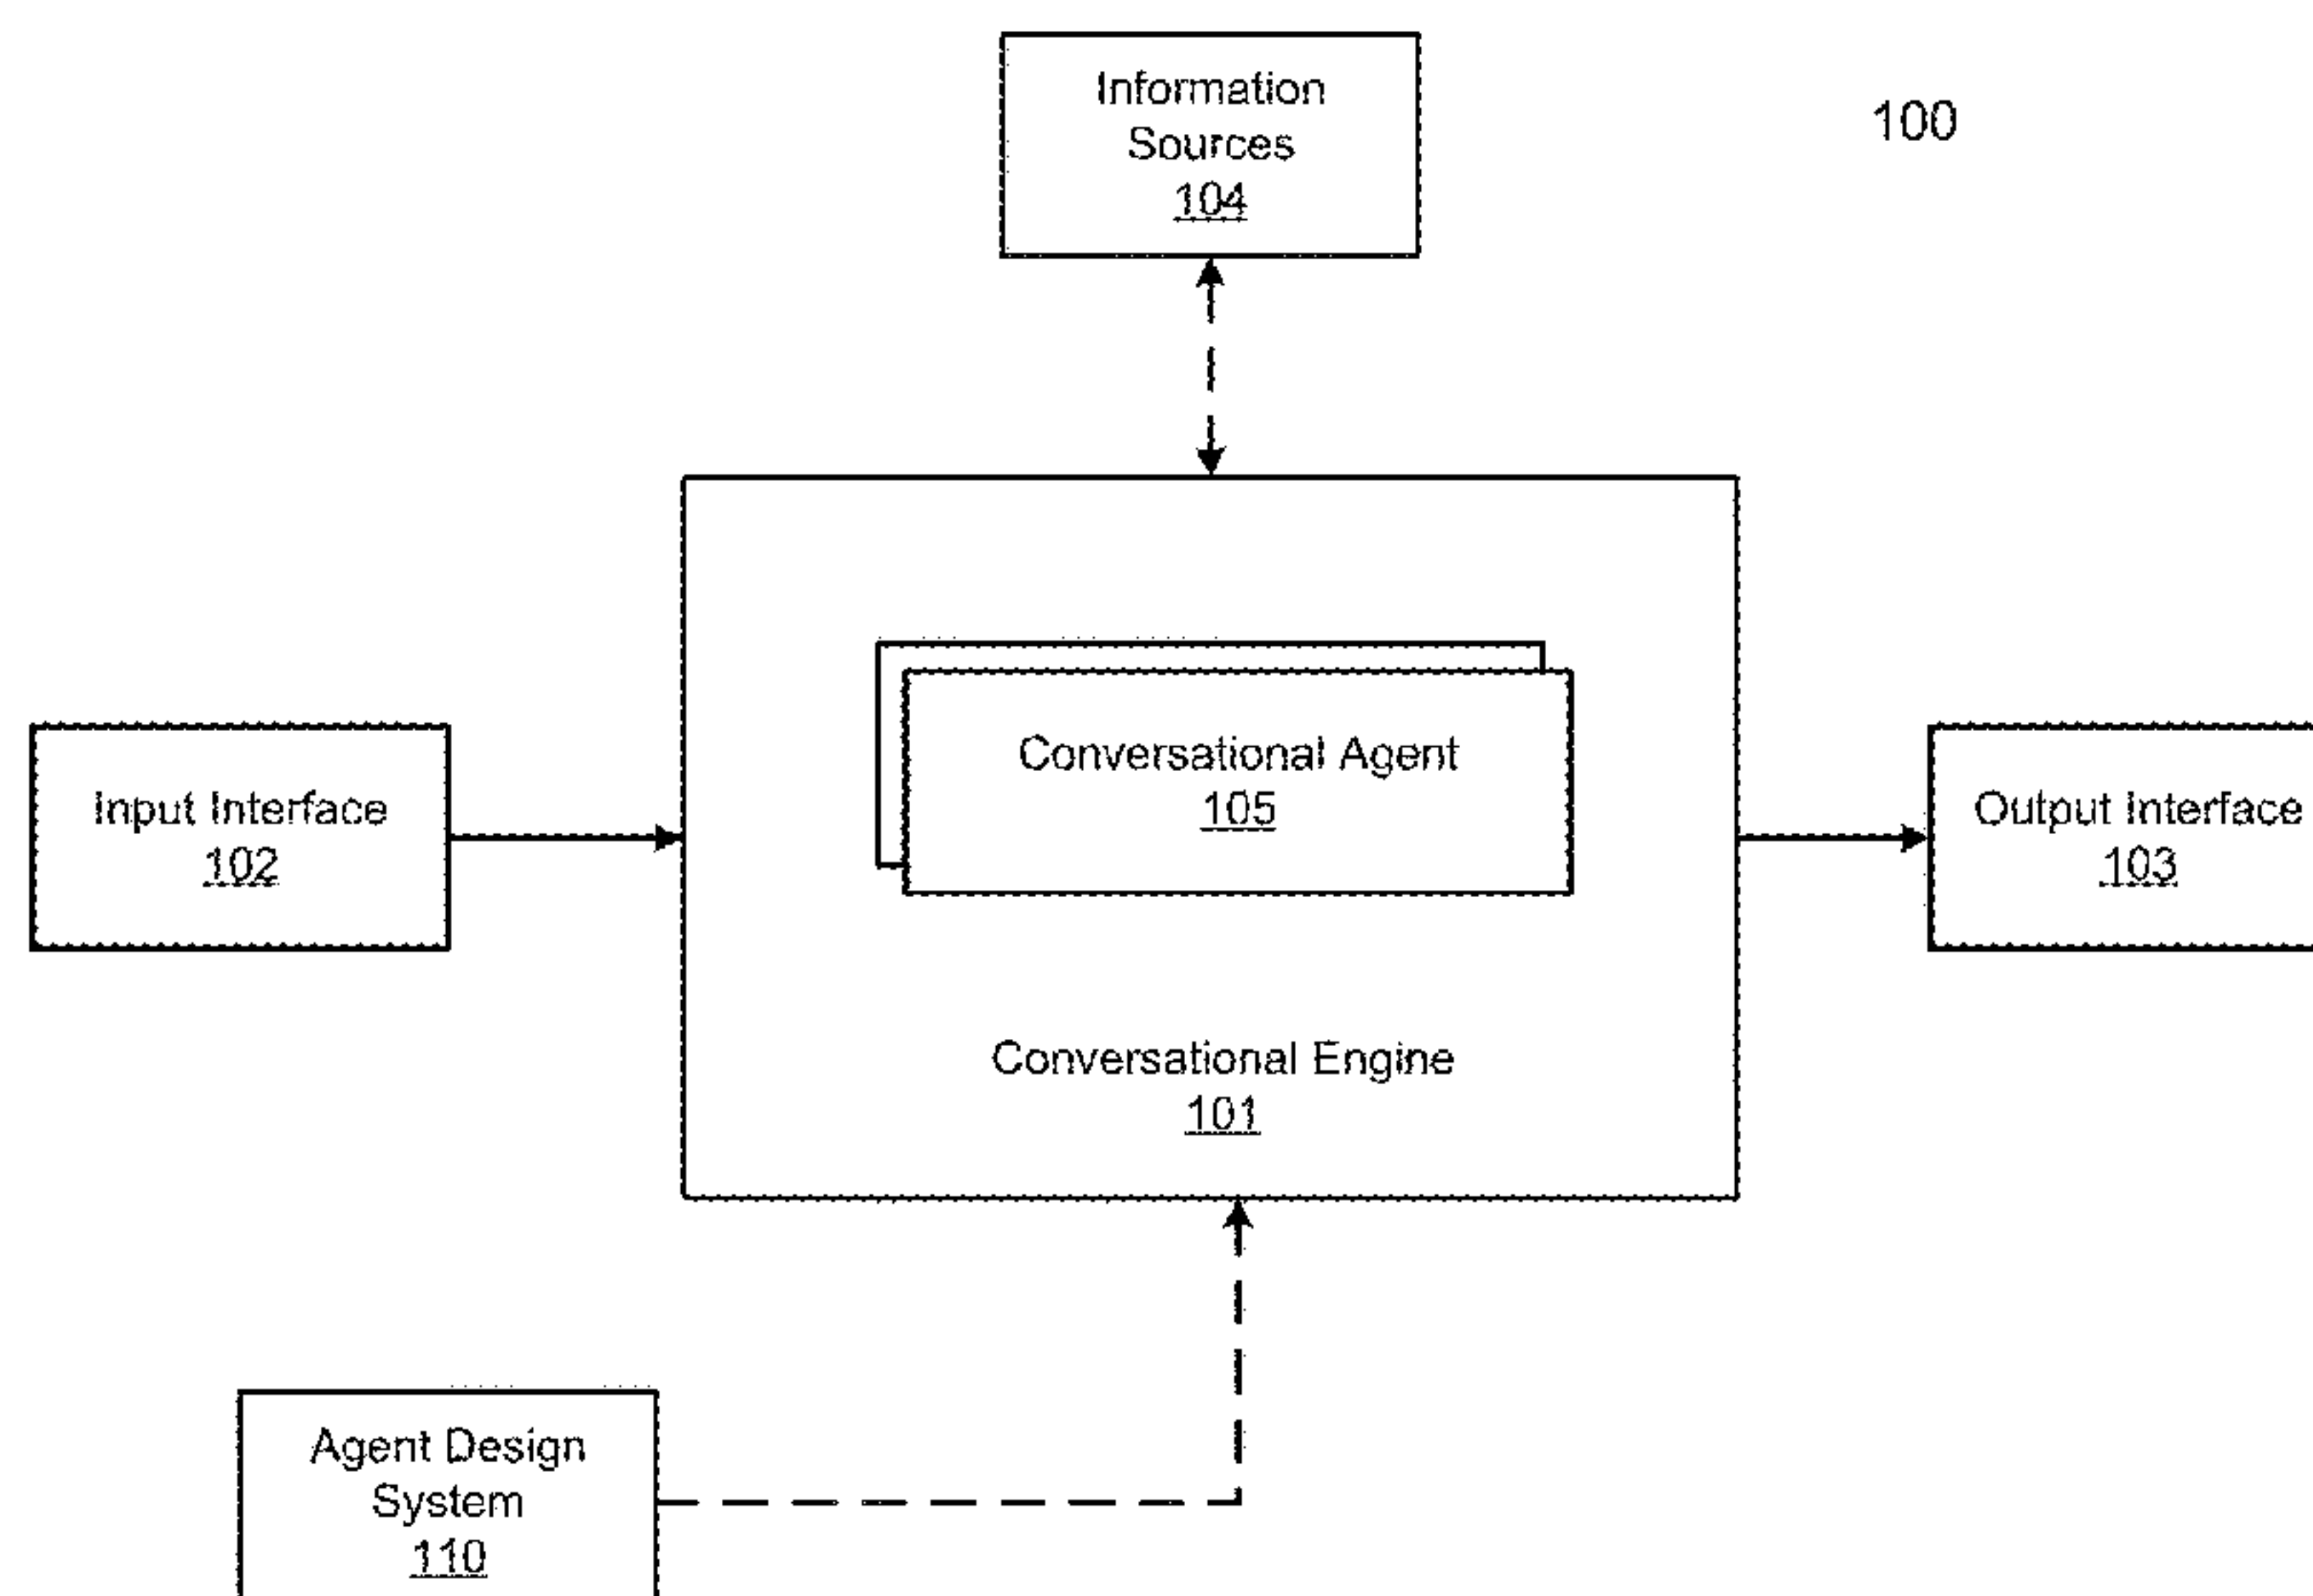 Information
Sources
104
100
Conversational Agent
105
Input Interface
102
Output Interface
103
Conversational Engine
101
Agent Design
System
110